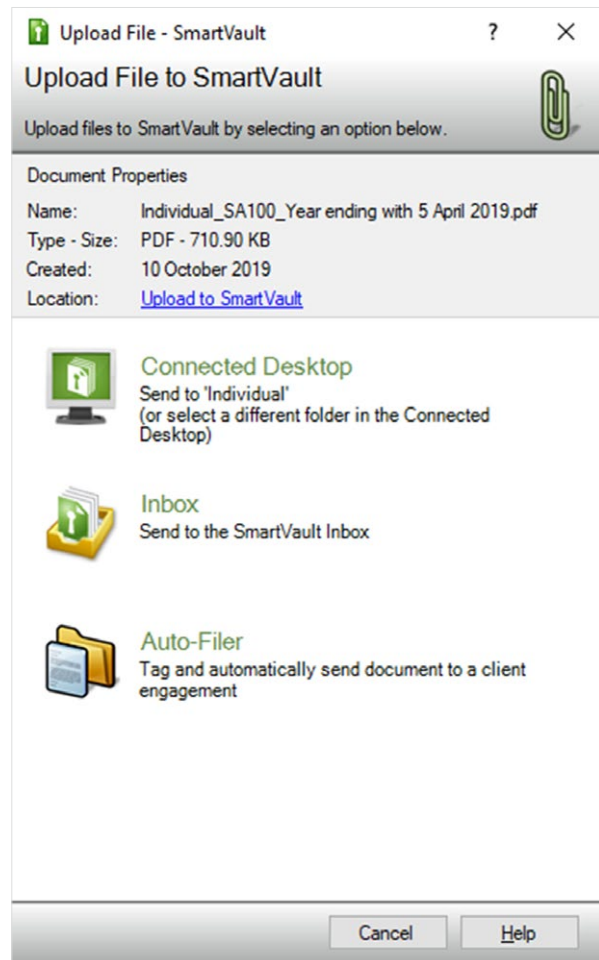 Upload File - SmartVault ? ×
Upload File to SmartVault
Upload files to SmartVault by selecting an option below.
Document Properties
Name: Individual_SA100_Year ending with 5 April 2019.pdf
Type - Size: PDF - 710.90 KB
Created: 10 October 2019
Location: Upload to SmartVault
Connected Desktop
Send to 'Individual'
(or select a different folder in the Connected
Desktop)
Inbox
Send to the SmartVault Inbox
Auto-Filer
Tag and automatically send document to a client
engagement
Cancel Help